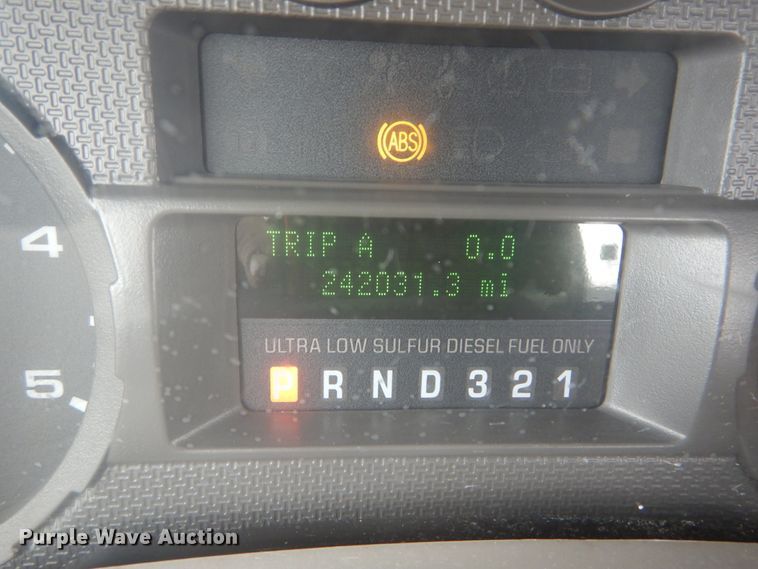 ABS
4
TRIP A 0.0
242031.3 mi
ULTRA LOW SULFUR DIESEL FUEL ONLY
5
P R N D 3 2 1
Purple Wave Auction